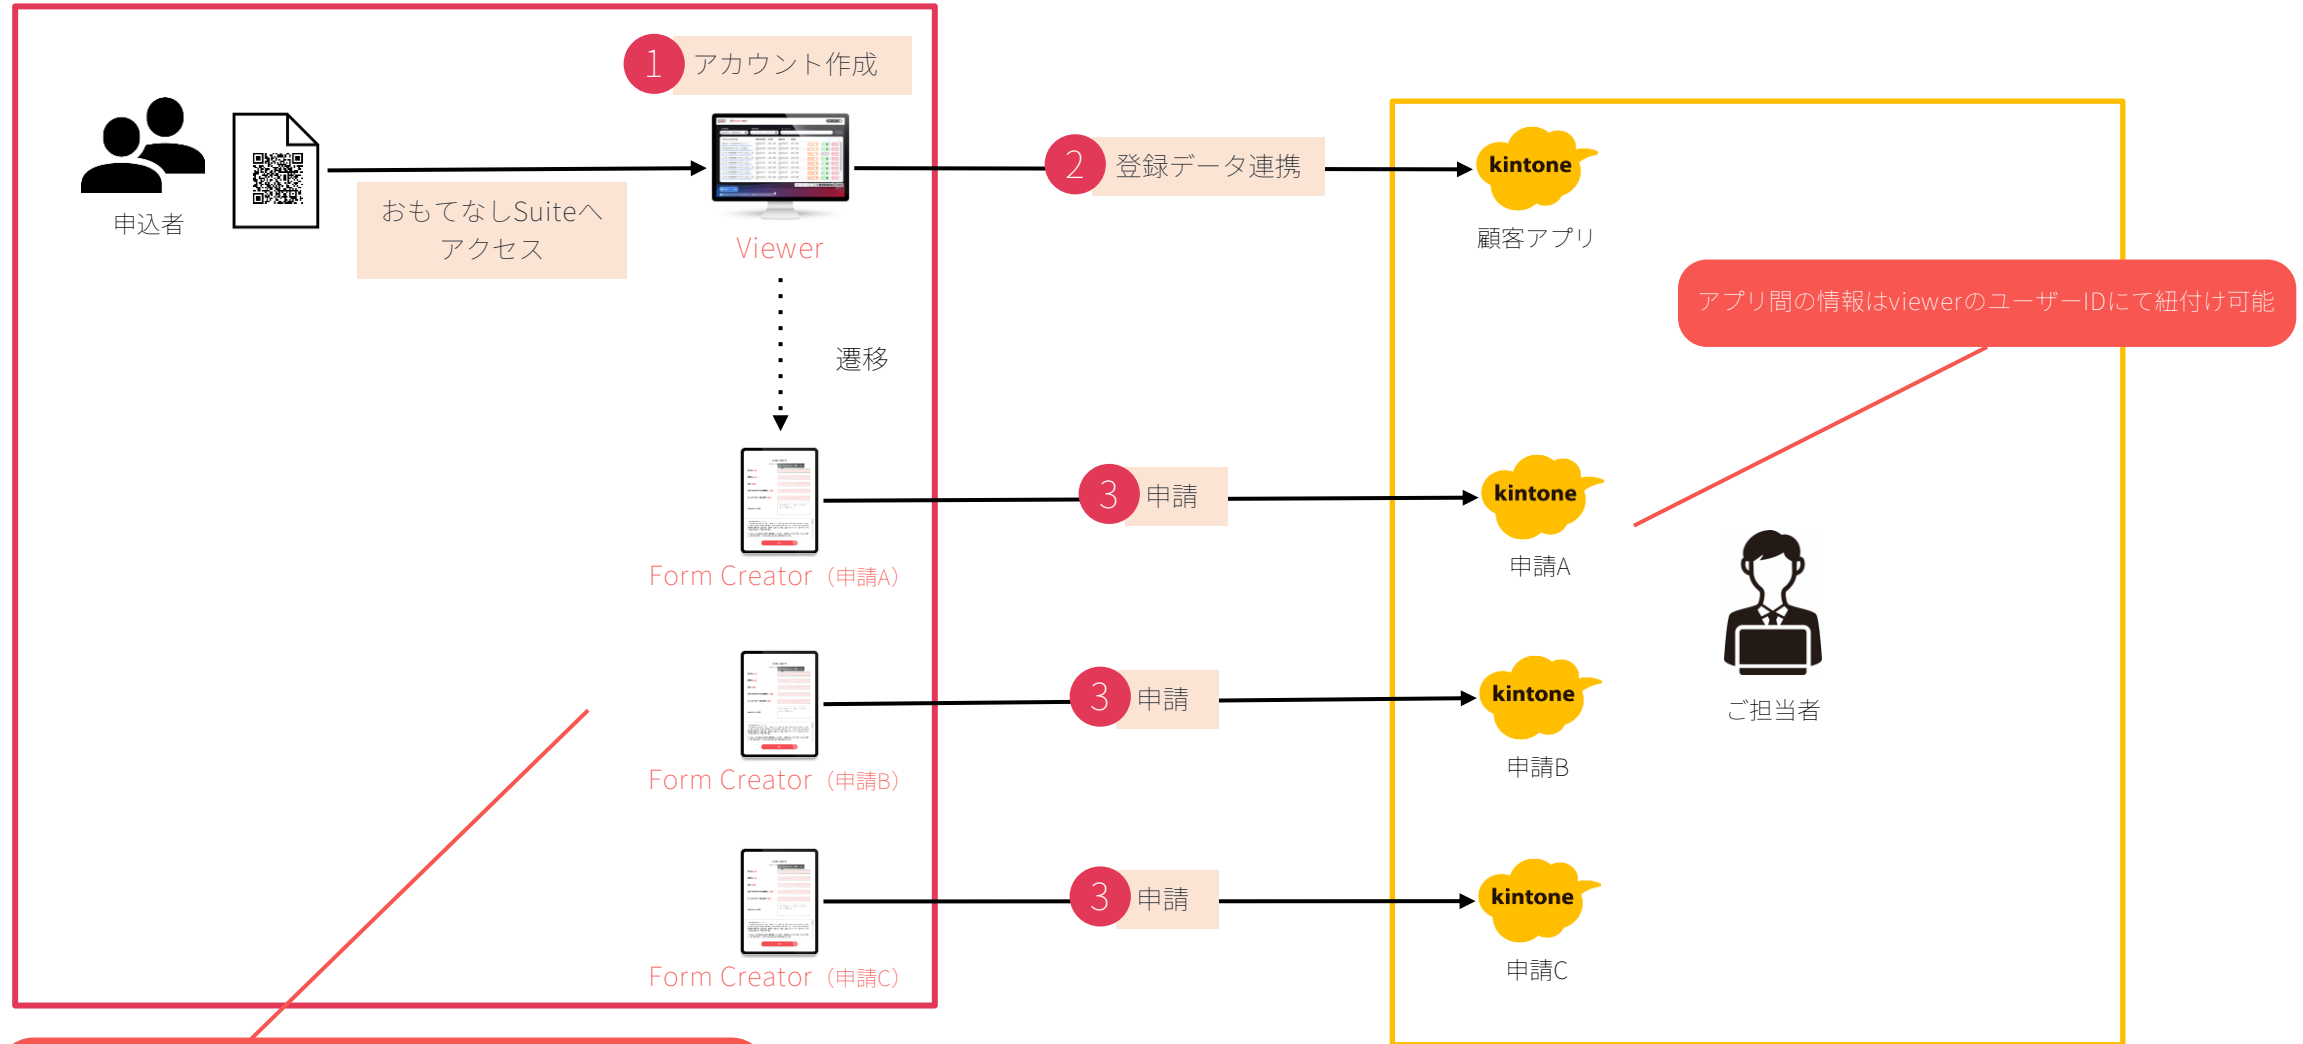 1 アカウント作成
申込者
おもてなしSuiteへ
アクセス
Viewer
2 登録データ連携
kintone
顧客アプリ
アプリ間の情報はviewerのユーザーIDにて紐付け可能
遷移
Form Creator（申請A）
3 申請
kintone
申請A
ご担当者
Form Creator（申請B）
3 申請
kintone
申請B
Form Creator（申請C）
3 申請
kintone
申請C